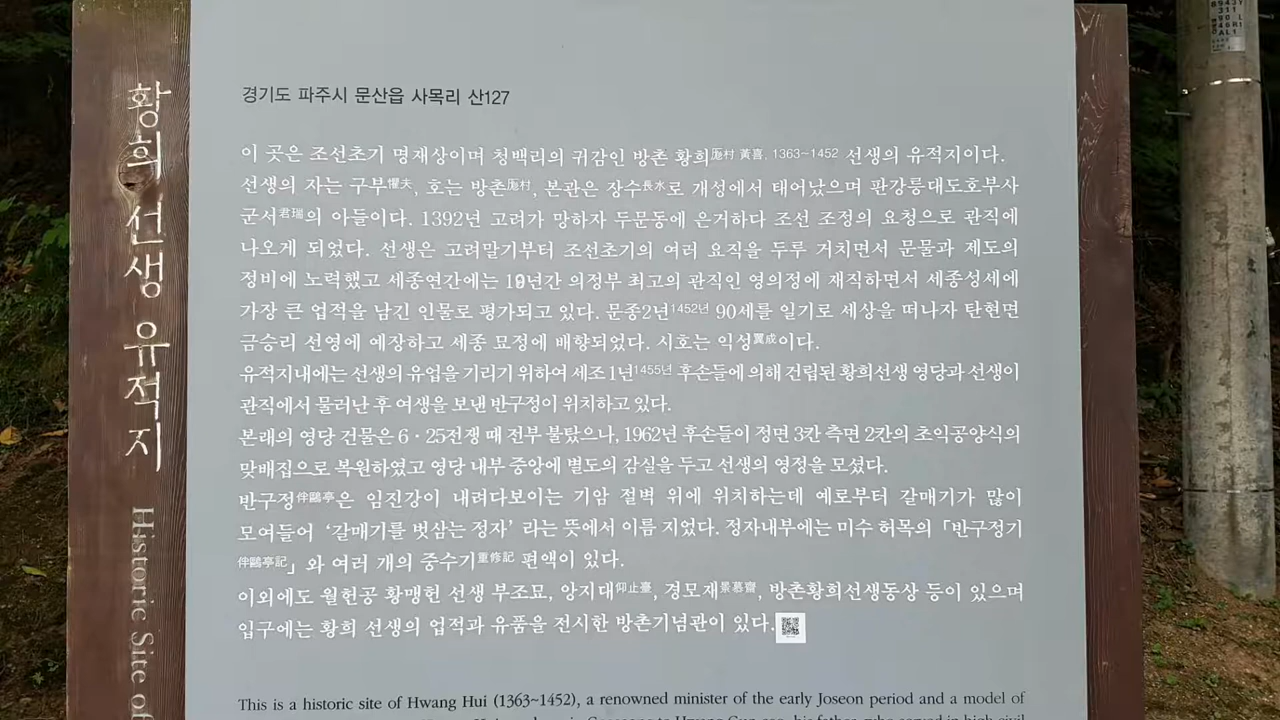 황희 선생 유적지 Historic Site of
경기도 파주시 문산읍 사목리 산127
이 곳은 조선초기 명재상이며 청백리의 귀감인 방촌 황희厖村 黃喜, 1363~1452 선생의 유적지이다.
선생의 자는 구부懼夫, 호는 방촌厖村, 본관은 장수長水로 개성에서 태어났으며 판강릉대도호부사
군서君瑞의 아들이다. 1392년 고려가 망하자 두문동에 은거하다 조선 조정의 요청으로 관직에
나오게 되었다. 선생은 고려말기부터 조선초기의 여러 요직을 두루 거치면서 문물과 제도의
정비에 노력했고 세종연간에는 19년간 의정부 최고의 관직인 영의정에 재직하면서 세종성세에
가장 큰 업적을 남긴 인물로 평가되고 있다. 문종2년1452년 90세를 일기로 세상을 떠나자 탄현면
금승리 선영에 예장하고 세종 묘정에 배향되었다. 시호는 익성翼成이다.
유적지내에는 선생의 유업을 기리기 위하여 세조 1년1455년 후손들에 의해 건립된 황희선생 영당과 선생이
관직에서 물러난 후 여생을 보낸 반구정이 위치하고 있다.
본래의 영당 건물은 6·25전쟁 때 전부 불탔으나, 1962년 후손들이 정면 3칸 측면 2칸의 초익공양식의
맞배집으로 복원하였고 영당 내부 중앙에 별도의 감실을 두고 선생의 영정을 모셨다.
반구정伴鷗亭은 임진강이 내려다보이는 기암 절벽 위에 위치하는데 예로부터 갈매기가 많이
모여들어 ‘갈매기를 벗삼는 정자’ 라는 뜻에서 이름 지었다. 정자내부에는 미수 허목의 「반구정기
伴鷗亭記」와 여러 개의 중수기重修記 편액이 있다.
이외에도 월헌공 황맹헌 선생 부조묘, 앙지대仰止臺, 경모재景慕齋, 방촌황희선생동상 등이 있으며
입구에는 황희 선생의 업적과 유품을 전시한 방촌기념관이 있다.
This is a historic site of Hwang Hui (1363~1452), a renowned minister of the early Joseon period and a model of